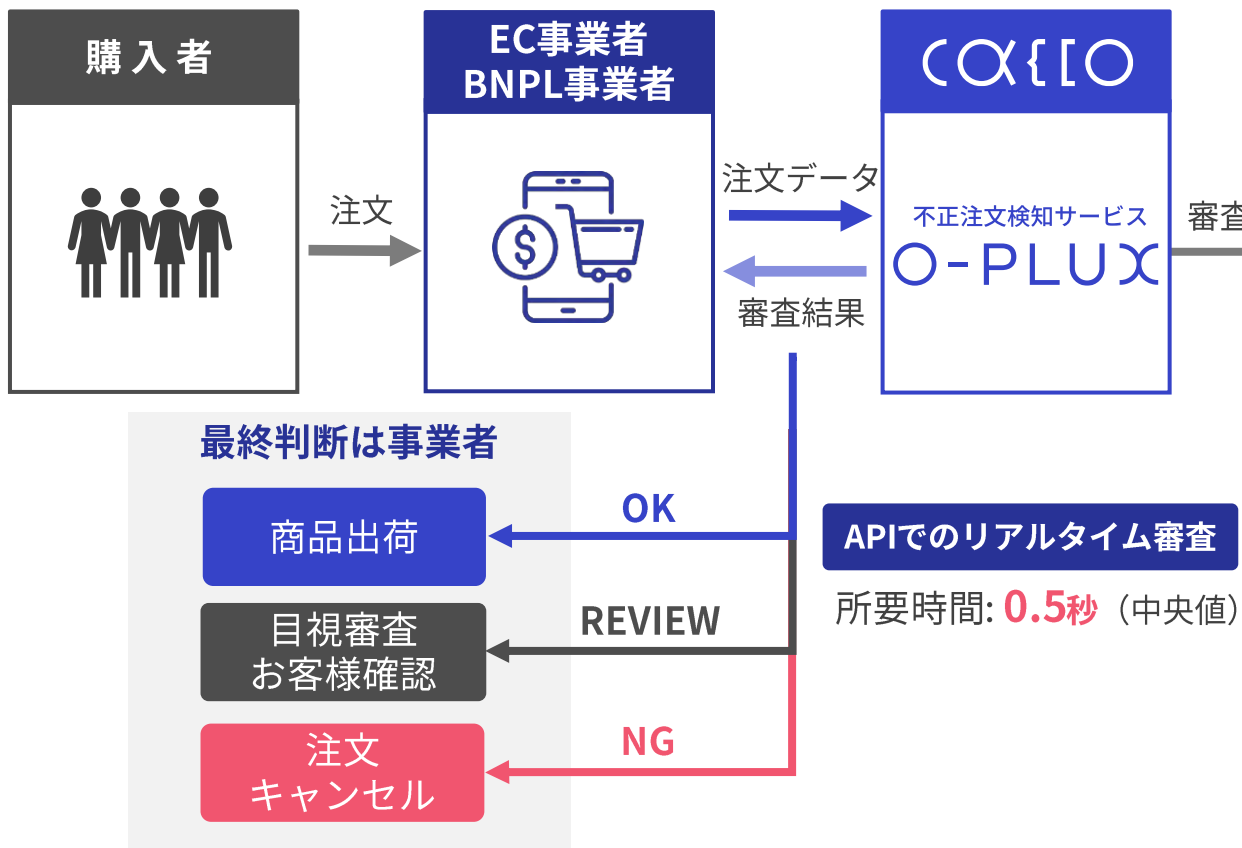 購入者
EC事業者
BNPL事業者
CACCO
注文
注文データ
審査結果
不正注文検知サービス
O-PLUX
審査
最終判断は事業者
商品出荷
OK
APIでのリアルタイム審査
所要時間: 0.5秒（中央値）
目視審査
お客様確認
REVIEW
注文
キャンセル
NG